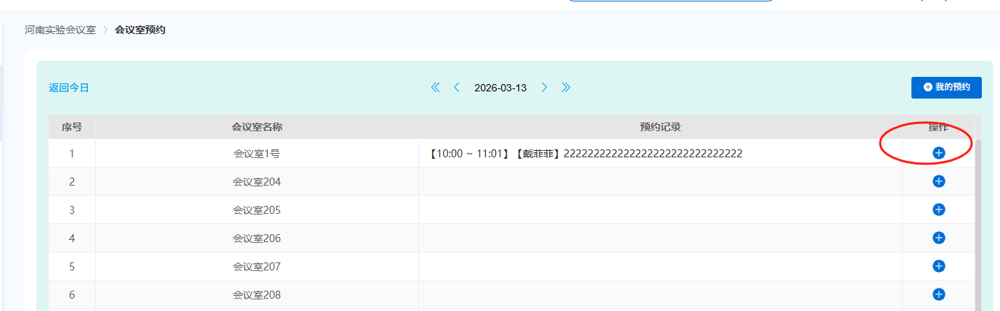 河南实验会议室 > 会议室预约
返回今日 2026-03-13 我的预约
序号 会议室名称 预约记录 操作
1 会议室1号 【10:00 ~ 11:01】【戴菲菲】222222222222222222222222222222
2 会议室204
3 会议室205
4 会议室206
5 会议室207
6 会议室208